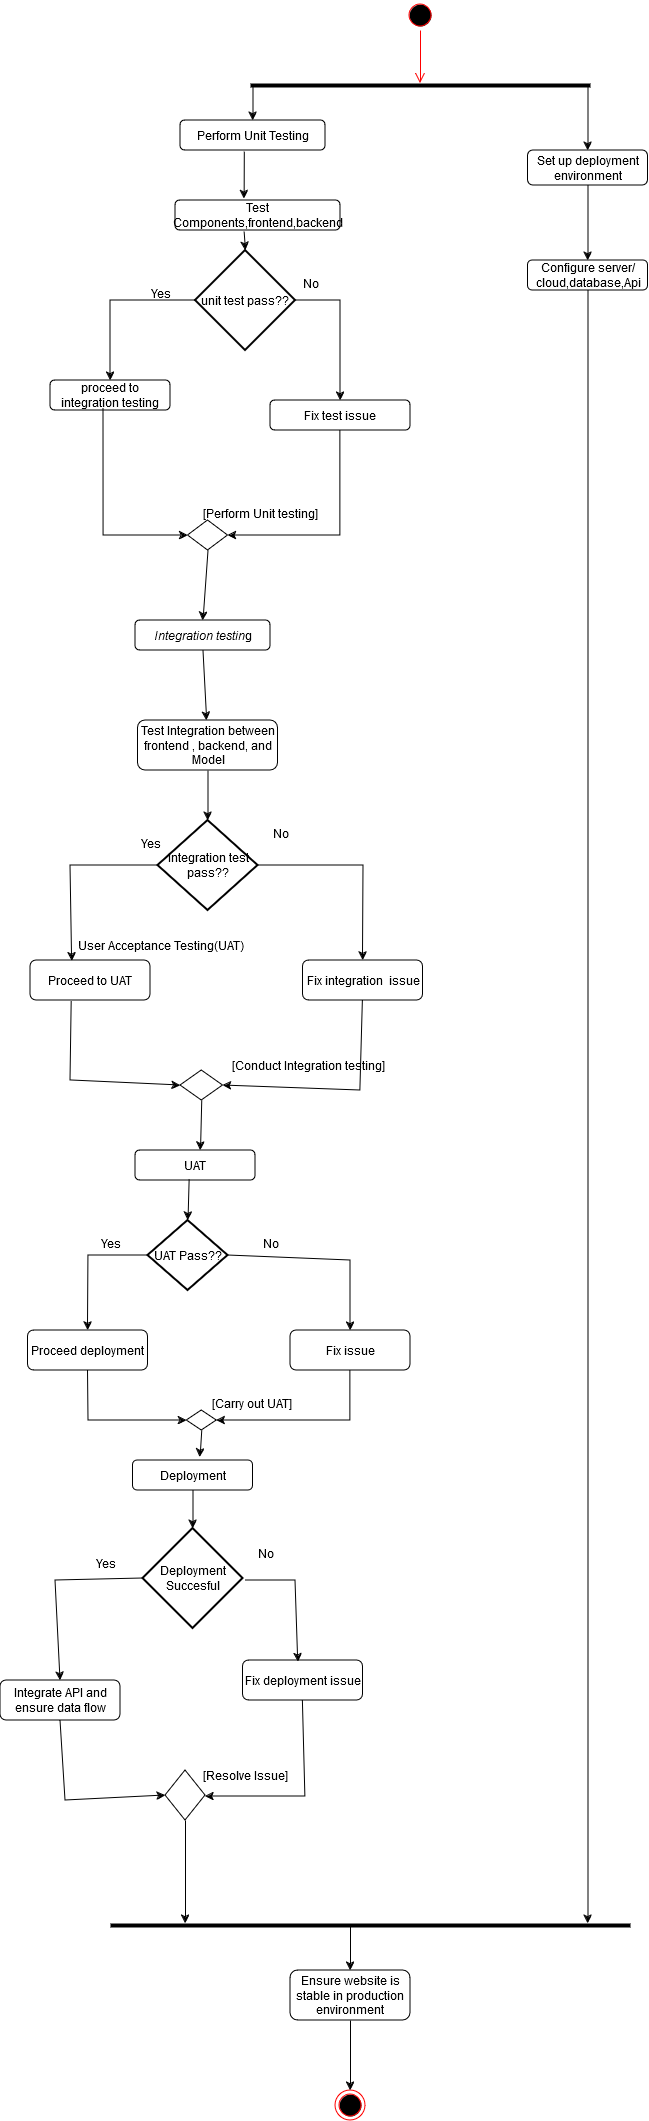 Perform Unit Testing
Set up deployment
environment
Test
Components,frontend,backend
Configure server/
cloud,database,Api
unit test pass??
Yes
No
proceed to
integration testing
Fix test issue
[Perform Unit testing]
Integration testing
Test Integration between
frontend , backend, and
Model
Yes
No
Integration test
pass??
User Acceptance Testing(UAT)
Proceed to UAT
Fix integration  issue
[Conduct Integration testing]
UAT
Yes
No
UAT Pass??
Proceed deployment
Fix issue
[Carry out UAT]
Deployment
Yes
No
Deployment
Succesful
Integrate API and
ensure data flow
Fix deployment issue
[Resolve Issue]
Ensure website is
stable in production
environment